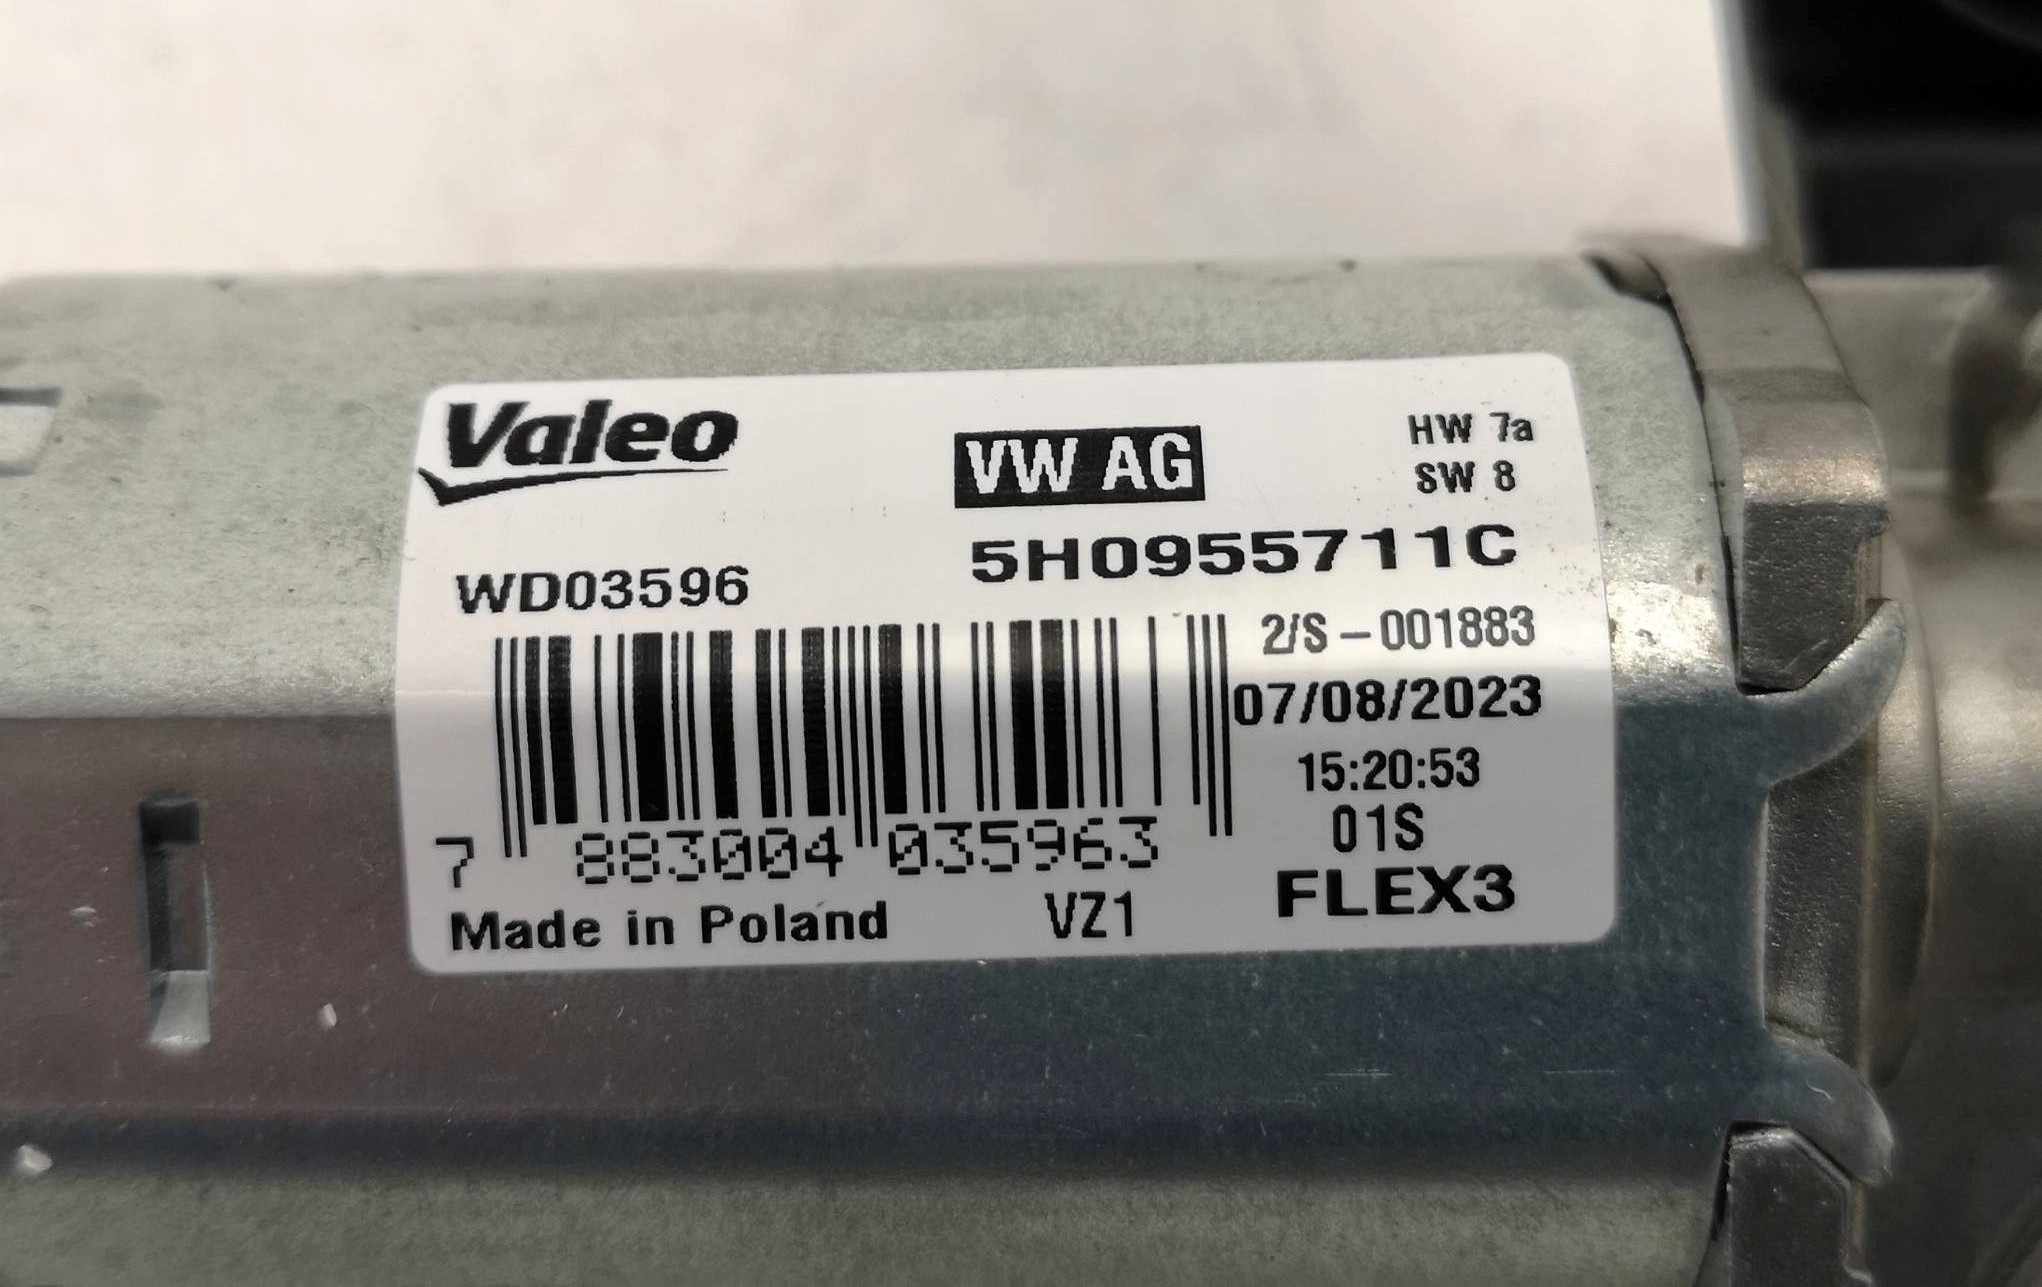 Valeo
VW AG
HW 7a
SW 8
WD03596
5H0955711C
2/S-001883
07/08/2023
15:20:53
01S
7 883004 035963
FLEX3
Made in Poland
VZ1